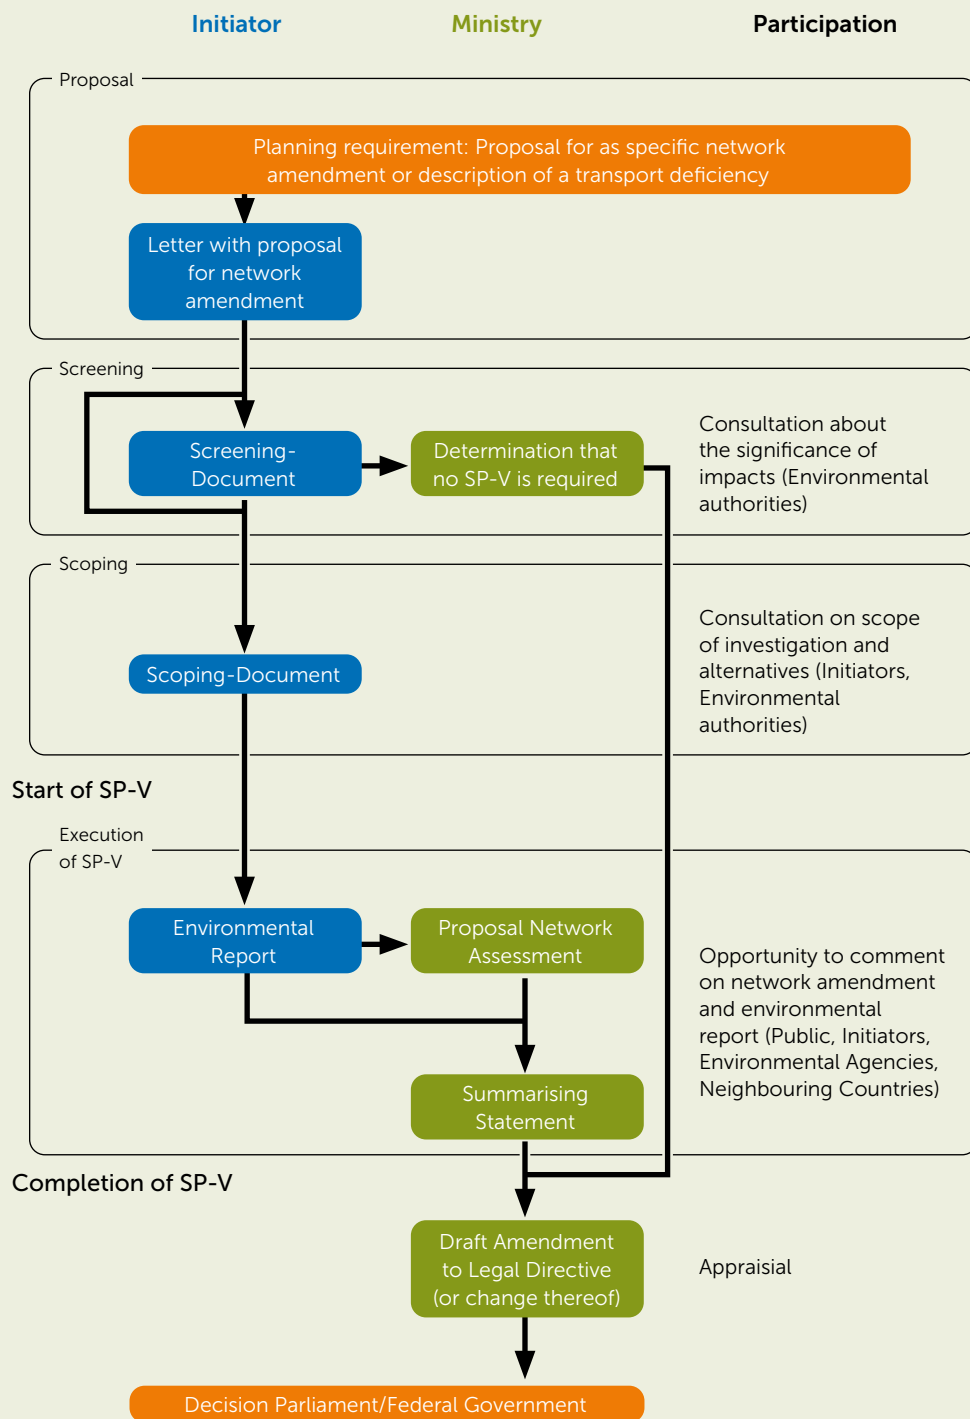 Initiator
Ministry
Participation
Proposal
Planning requirement: Proposal for as specific network
amendment or description of a transport deficiency
Letter with proposal
for network
amendment
Screening
Screening-
Document
Determination that
no SP-V is required
Consultation about
the significance of
impacts (Environmental
authorities)
Scoping
Scoping-Document
Consultation on scope
of investigation and
alternatives (Initiators,
Environmental
authorities)
Start of SP-V
Execution
of SP-V
Environmental
Report
Proposal Network
Assessment
Opportunity to comment
on network amendment
and environmental
report (Public, Initiators,
Environmental Agencies,
Neighbouring Countries)
Summarising
Statement
Completion of SP-V
Draft Amendment
to Legal Directive
(or change thereof)
Appraisial
Decision Parliament/Federal Government